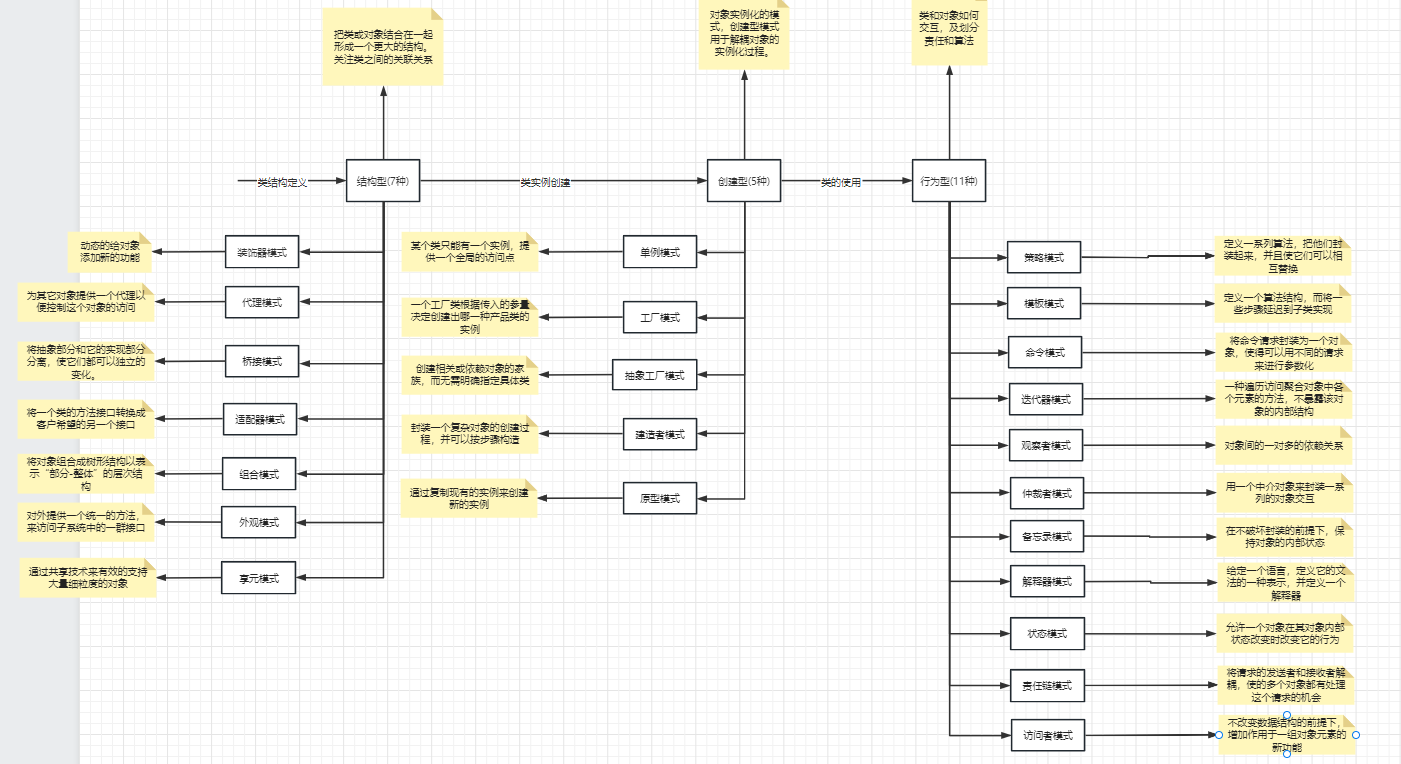 把类或对象结合在一起
形成一个更大的结构。
关注类之间的关联关系
对象实例化的模
式，创建型模式
用于解耦对象的
实例化过程。
类和对象如何
交互，及划分
责任和算法
类结构定义
结构型(7种)
类实例创建
创建型(5种)
类的使用
行为型(11种)
动态的给对象
添加新的功能
装饰器模式
为其它对象提供一个代理以
便控制这个对象的访问
代理模式
将抽象部分和它的实现部分
分离，使它们都可以独立的
变化。
桥接模式
将一个类的方法接口转换成
客户希望的另一个接口
适配器模式
将对象组合成树形结构以表
示“部分-整体”的层次结
构
组合模式
对外提供一个统一的方法，
来访问子系统中的一群接口
外观模式
通过共享技术来有效的支持
大量细粒度的对象
享元模式
某个类只能有一个实例，提
供一个全局的访问点
单例模式
一个工厂类根据传入的参量
决定创建出哪一种产品类的
实例
工厂模式
创建相关或依赖对象的家
族，而无需明确指定具体类
抽象工厂模式
封装一个复杂对象的创建过
程，并可以按步骤构造
建造者模式
通过复制现有的实例来创建
新的实例
原型模式
策略模式
定义一系列算法，把他们封
装起来，并且使它们可以相
互替换
模板模式
定义一个算法结构，而将一
些步骤延迟到子类实现
命令模式
将命令请求封装为一个对
象，使得可以用不同的请求
来进行参数化
迭代器模式
一种遍历访问聚合对象中各
个元素的方法，不暴露该对
象的内部结构
观察者模式
对象间的一对多的依赖关系
仲裁者模式
用一个中介对象来封装一系
列的对象交互
备忘录模式
在不破坏封装的前提下，保
持对象的内部状态
解释器模式
给定一个语言，定义它的文
法的一种表示，并定义一个
解释器
状态模式
允许一个对象在其对象内部
状态改变时改变它的行为
责任链模式
将请求的发送者和接收者解
耦，使的多个对象都有处理
这个请求的机会
访问者模式
不改变数据结构的前提下，
增加作用于一组对象元素的
新功能